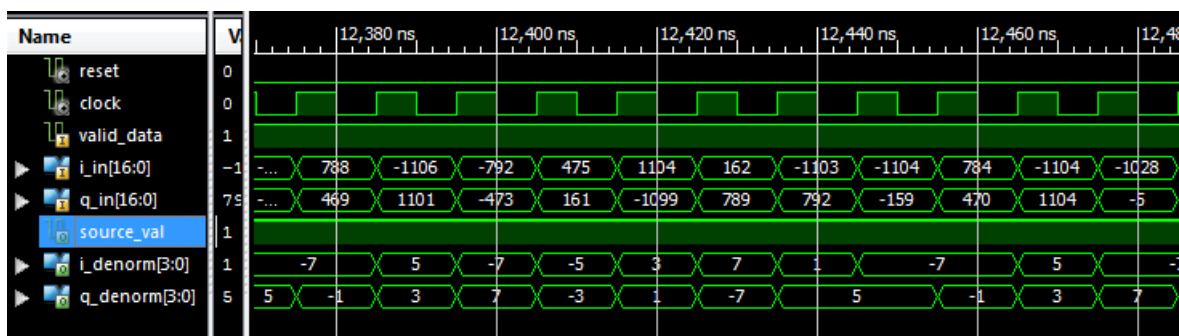 Name V 12,380 ns 12,400 ns 12,420 ns 12,440 ns 12,460 ns
reset 0
clock 0
valid_data 1
i_in[16:0] -... 788 -1106 -792 475 1104 162 -1103 -1104 784 -1104 -1028
q_in[16:0] -... 469 1101 -473 161 -1099 789 792 -159 470 1104 -5
source_val 1
i_denorm[3:0] 1 -7 5 -7 -5 3 7 1 -7 5
q_denorm[3:0] 5 5 -1 3 7 -3 1 -7 5 -1 3 7